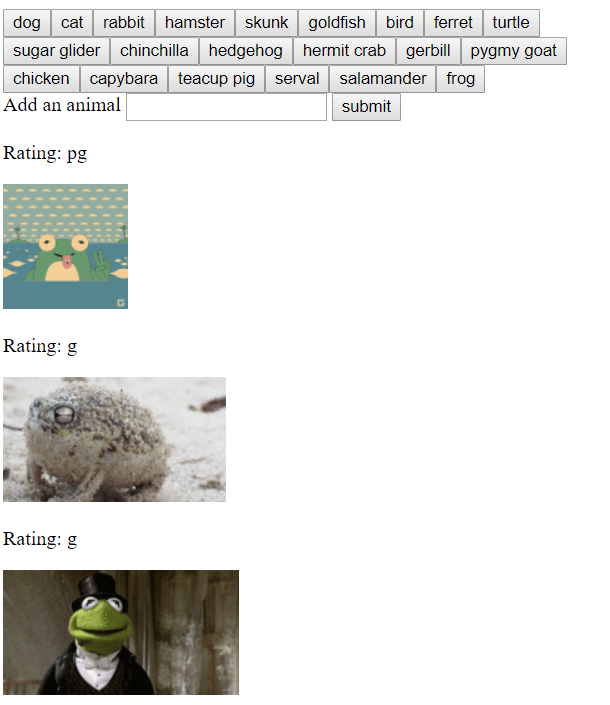 dog cat rabbit hamster skunk goldfish bird ferret turtle
sugar glider chinchilla hedgehog hermit crab gerbill pygmy goat
chicken capybara teacup pig serval salamander frog
Add an animal submit
Rating: pg
Rating: g
Rating: g